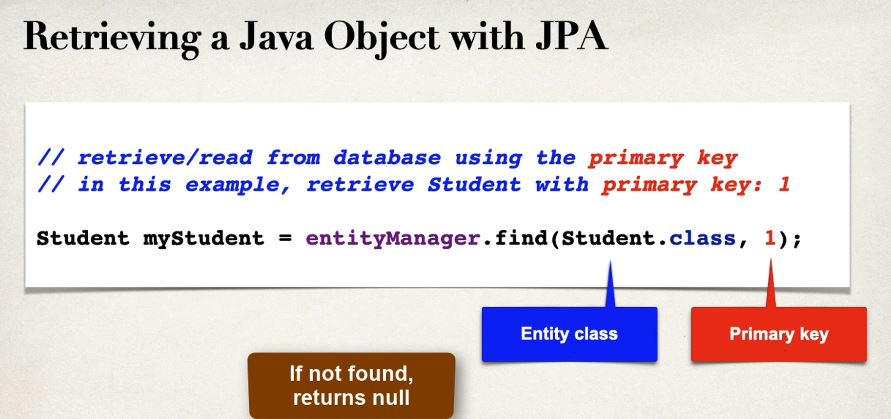 Retrieving a Java Object with JPA
// retrieve/read from database using the primary key
// in this example, retrieve Student with primary key: 1
Student myStudent = entityManager.find(Student.class, 1);
Entity class
Primary key
If not found,
returns null